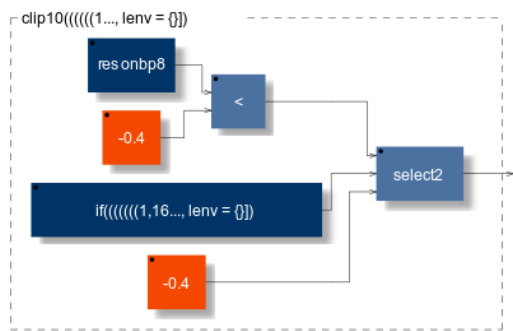 clip10((((((1..., lenv = {}])
resonbp8
<
-0.4
select2
if(((((((1,16..., lenv = {}])
-0.4